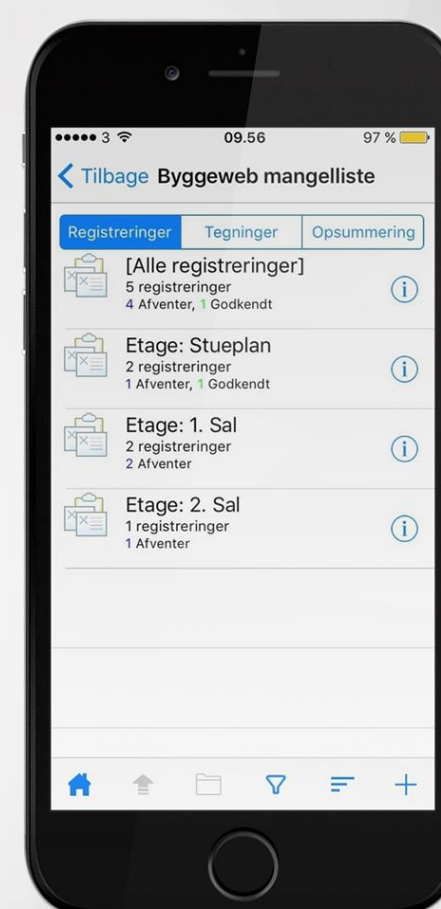 3 09.56 97 %
Tilbage Byggeweb mangelliste
Registreringer Tegninger Opsummering
[Alle registreringer]
5 registreringer
4 Afventer, 1 Godkendt
Etage: Stueplan
2 registreringer
1 Afventer, 1 Godkendt
Etage: 1. Sal
2 registreringer
2 Afventer
Etage: 2. Sal
1 registreringer
1 Afventer